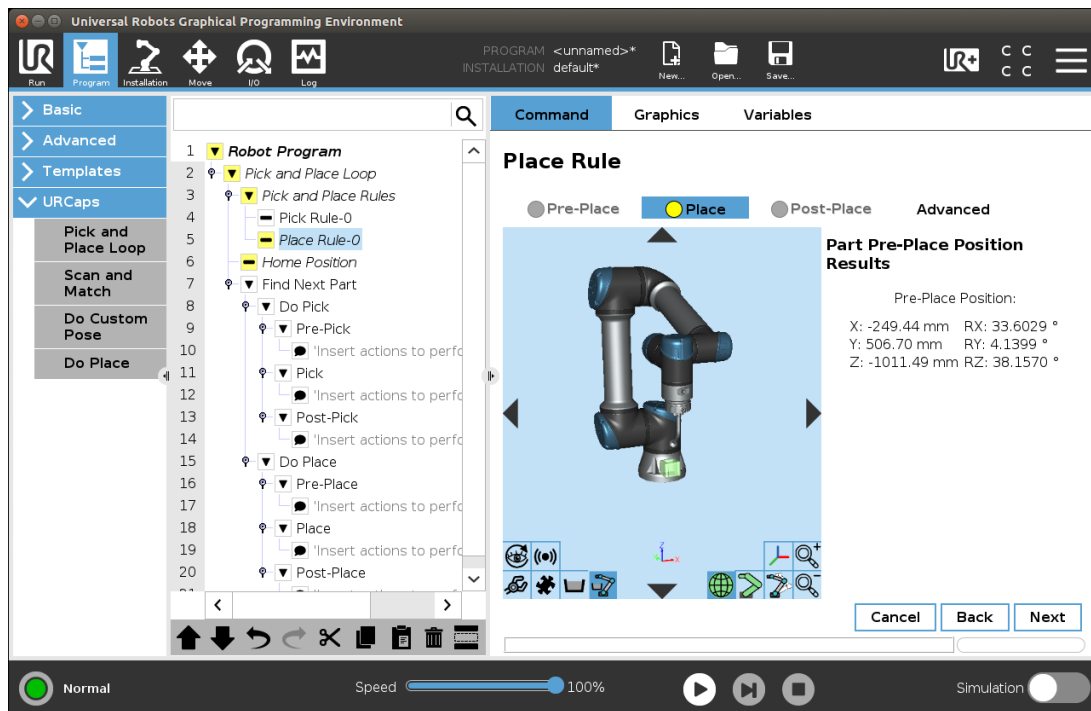 Universal Robots Graphical Programming Environment
UR
Run
Program
Installation
Move
I/O
Log
PROGRAM <unnamed>*
INSTALLATION default*
New...
Open...
Save...
UR+
C C
C C
Basic
Advanced
Templates
URCaps
Pick and
Place Loop
Scan and
Match
Do Custom
Pose
Do Place
1 Robot Program
2 Pick and Place Loop
3 Pick and Place Rules
4 Pick Rule-0
5 Place Rule-0
6 Home Position
7 Find Next Part
8 Do Pick
9 Pre-Pick
10 'Insert actions to perfo
11 Pick
12 'Insert actions to perfo
13 Post-Pick
14 'Insert actions to perfo
15 Do Place
16 Pre-Place
17 'Insert actions to perfo
18 Place
19 'Insert actions to perfo
20 Post-Place
Command Graphics Variables
Place Rule
Pre-Place Place Post-Place Advanced
Part Pre-Place Position
Results
Pre-Place Position:
X: -249.44 mm RX: 33.6029 °
Y: 506.70 mm RY: 4.1399 °
Z: -1011.49 mm RZ: 38.1570 °
Z
X
Cancel Back Next
Normal
Speed 100%
Simulation